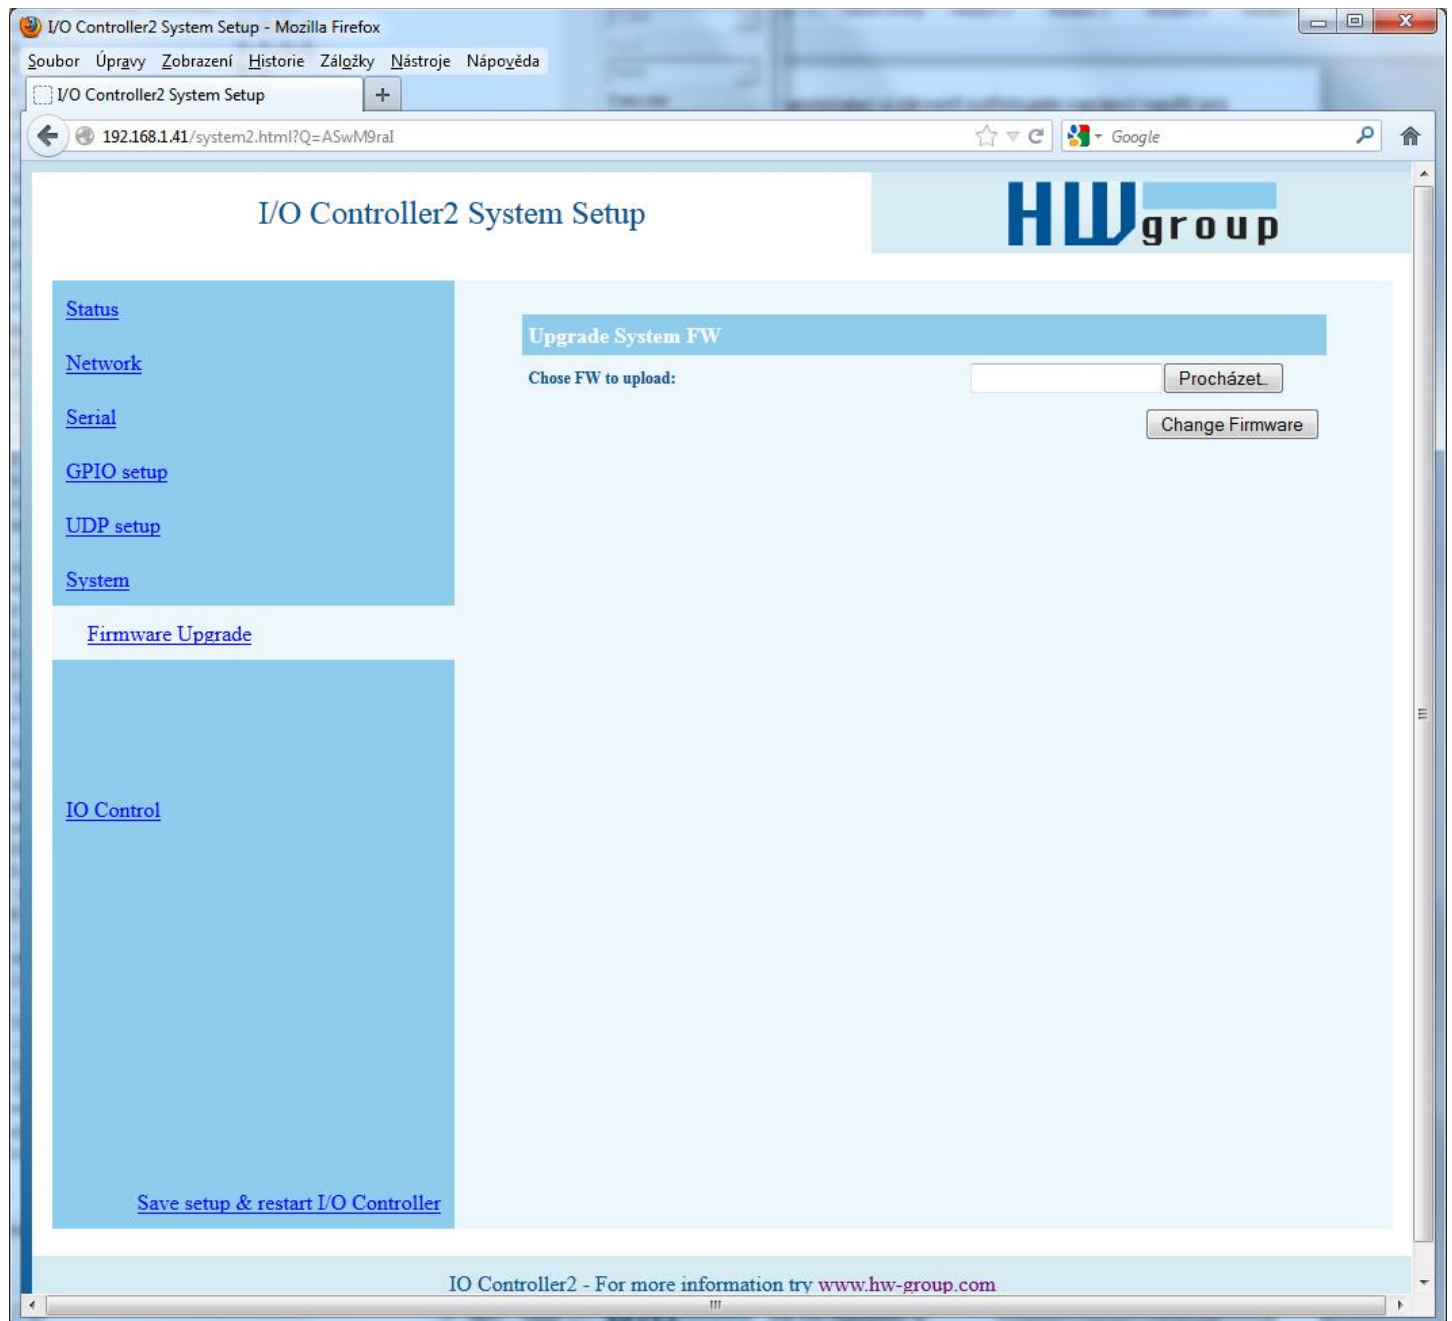 I/O Controller2 System Setup - Mozilla Firefox
Soubor Úpravy Zobrazení Historie Záložky Nástroje Nápověda
I/O Controller2 System Setup
192.168.1.41/system2.html?Q=ASwM9raI
Google
I/O Controller2 System Setup
HW group
Status
Network
Serial
GPIO setup
UDP setup
System
Firmware Upgrade
IO Control
Save setup & restart I/O Controller
Upgrade System FW
Chose FW to upload:
Procházet..
Change Firmware
IO Controller2 - For more information try www.hw-group.com